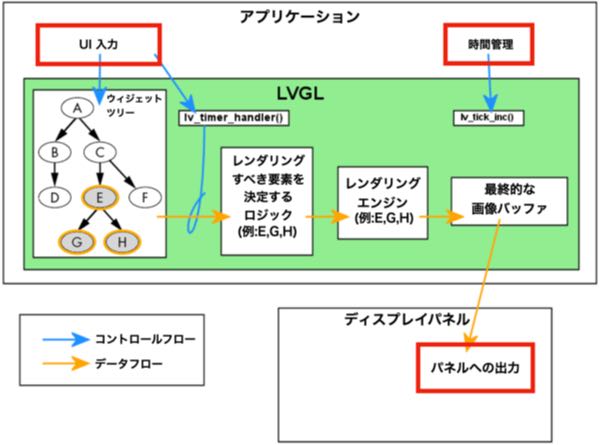 アプリケーション
UI 入力
時間管理
LVGL
ウィジェット
ツリー
A
B
C
D
E
F
G
H
lv_timer_handler()
lv_tick_inc()
レンダリング
すべき要素を
決定する
ロジック
(例:E,G,H)
レンダリング
エンジン
(例:E,G,H)
最終的な
画像バッファ
ディスプレイパネル
パネルへの出力
コントロールフロー
データフロー